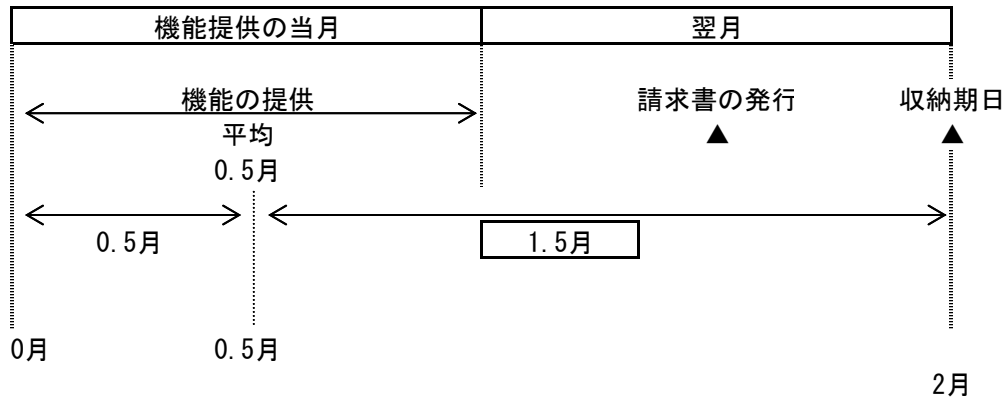 機能提供の当月 翌月
機能の提供 請求書の発行 収納期日
平均 ▲ ▲
0.5月
0.5月 1.5月
0月 0.5月
2月